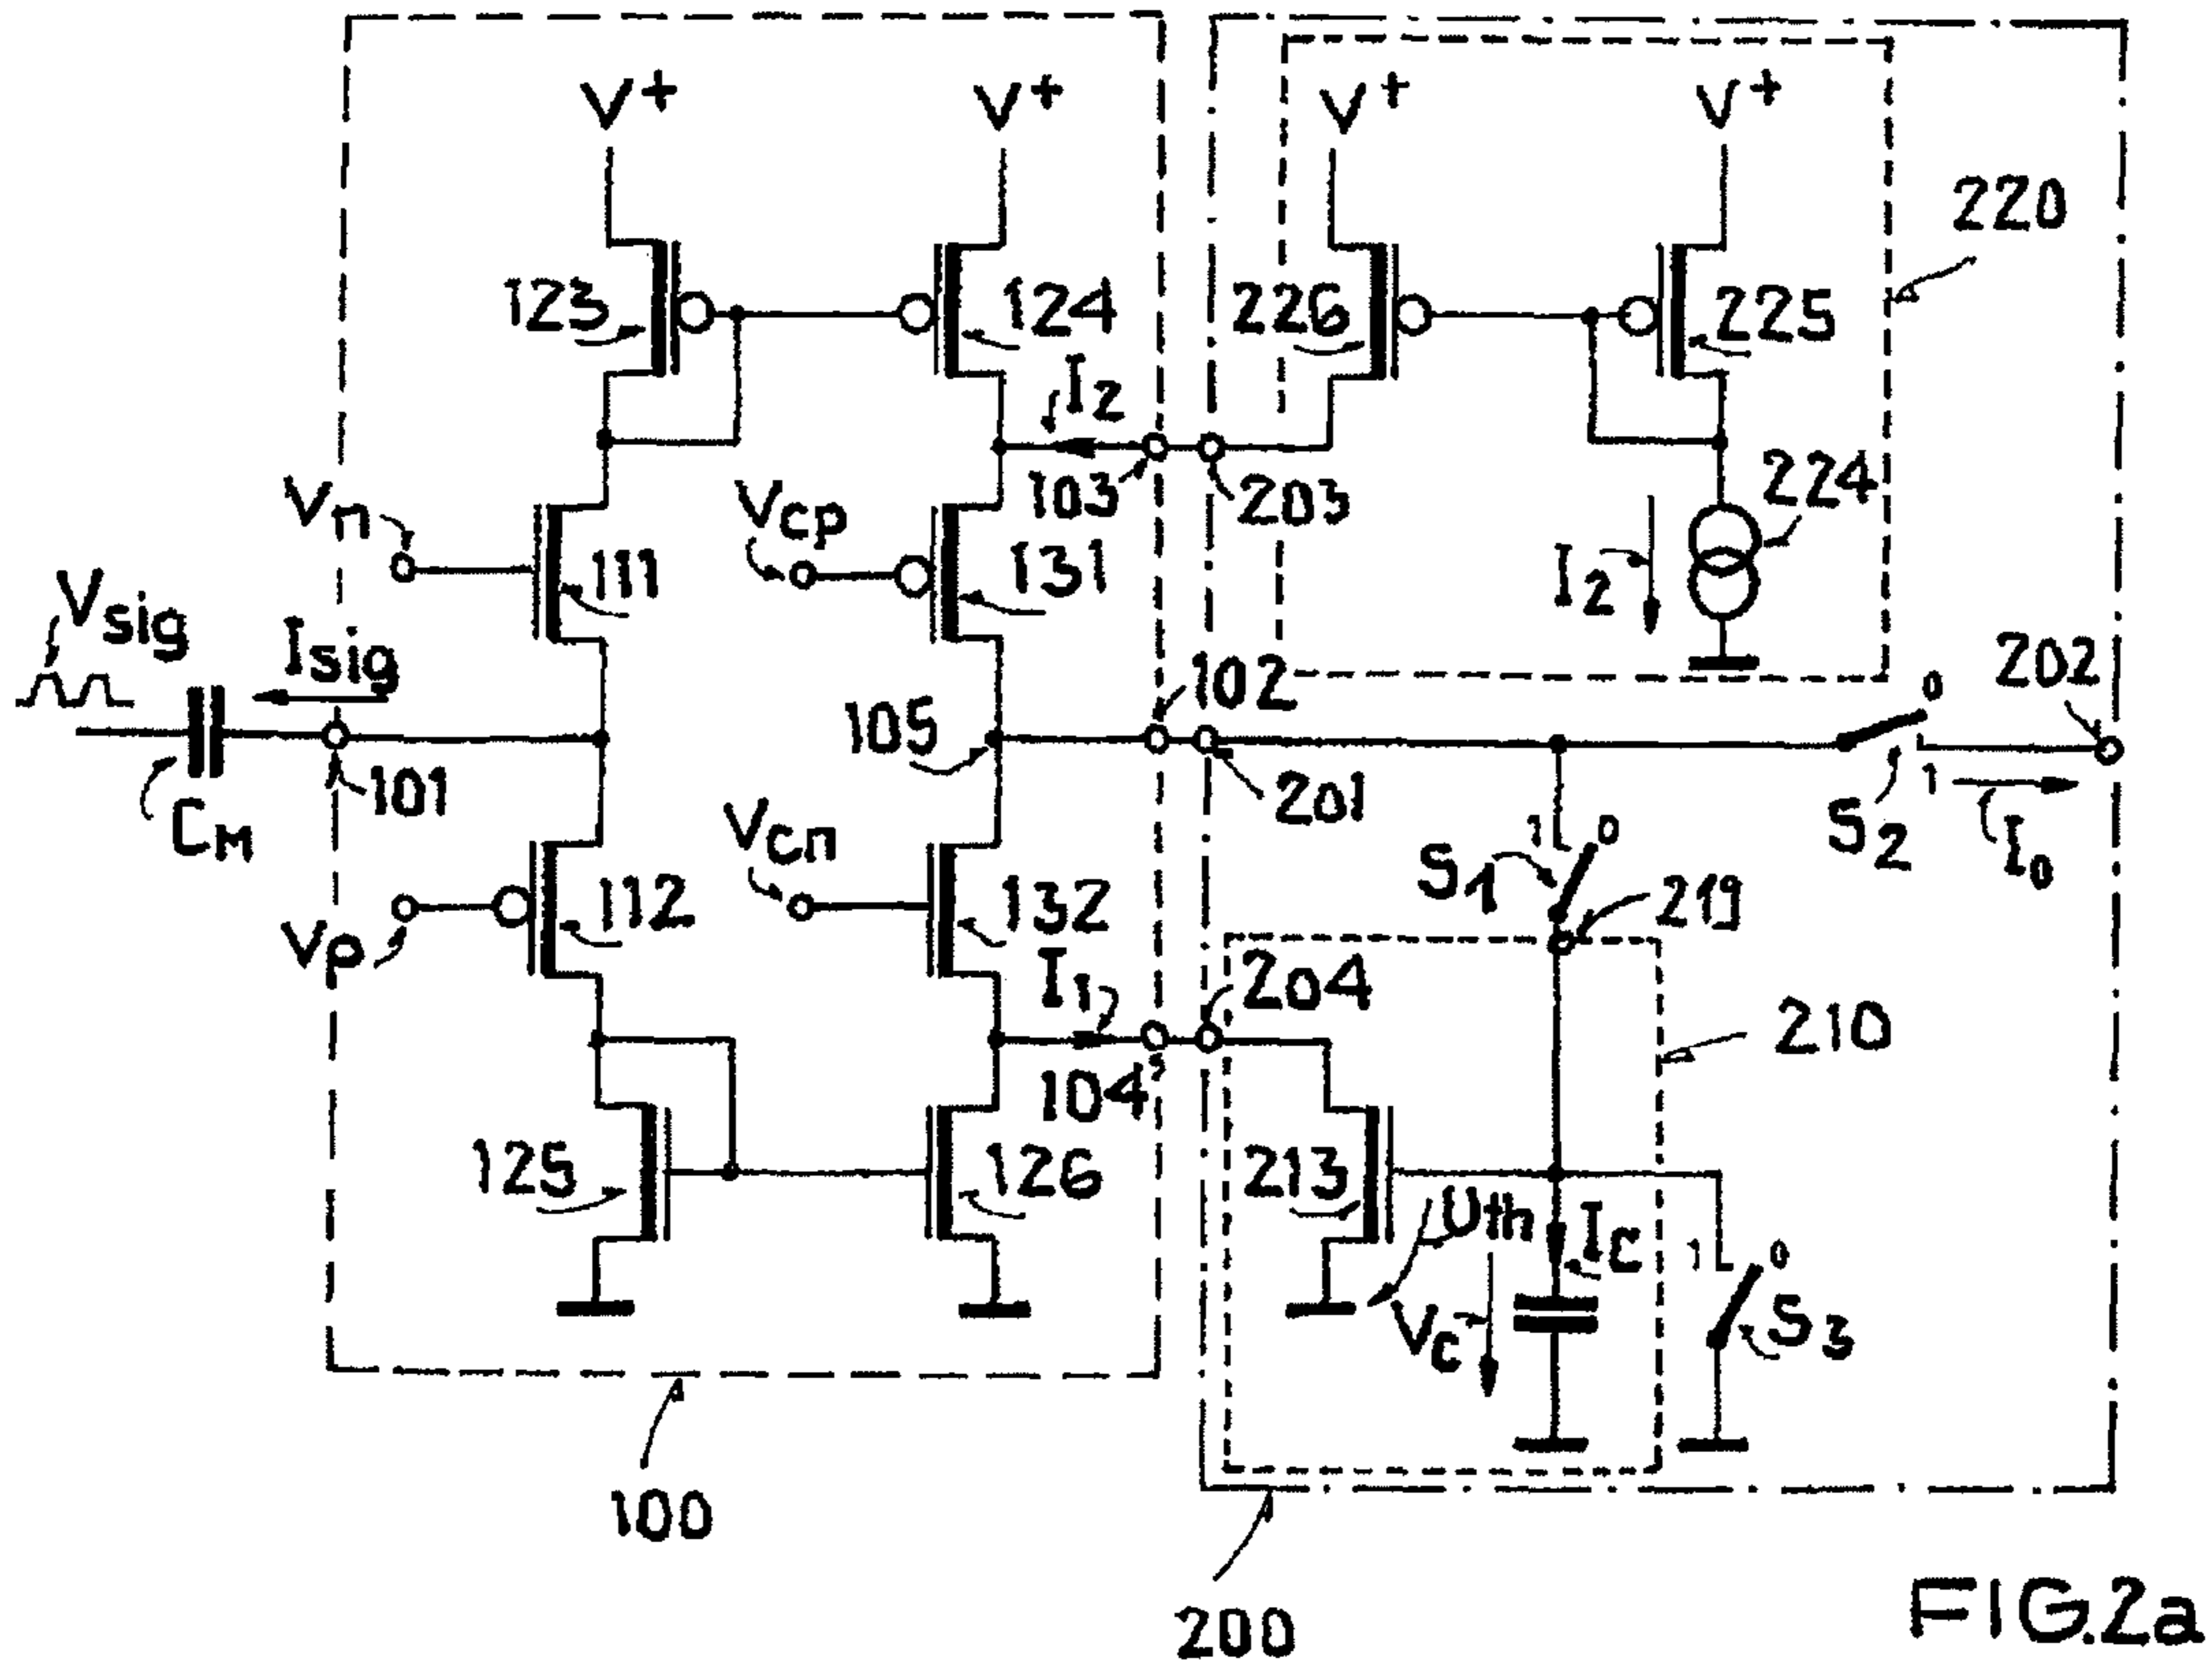 V+ V+ V+ V+
220
123 124 226 225
I2
Vn Vcp 103 203 224
111 131 I2
Vsig Isig 102 202
105 0
101 201 1
CM Vcn S2 I0
1 0
S1
112 132 219
Vp I1 204 210
104
125 126 213 Uth IC
1 0
VC S3
100
200
FIG.2a